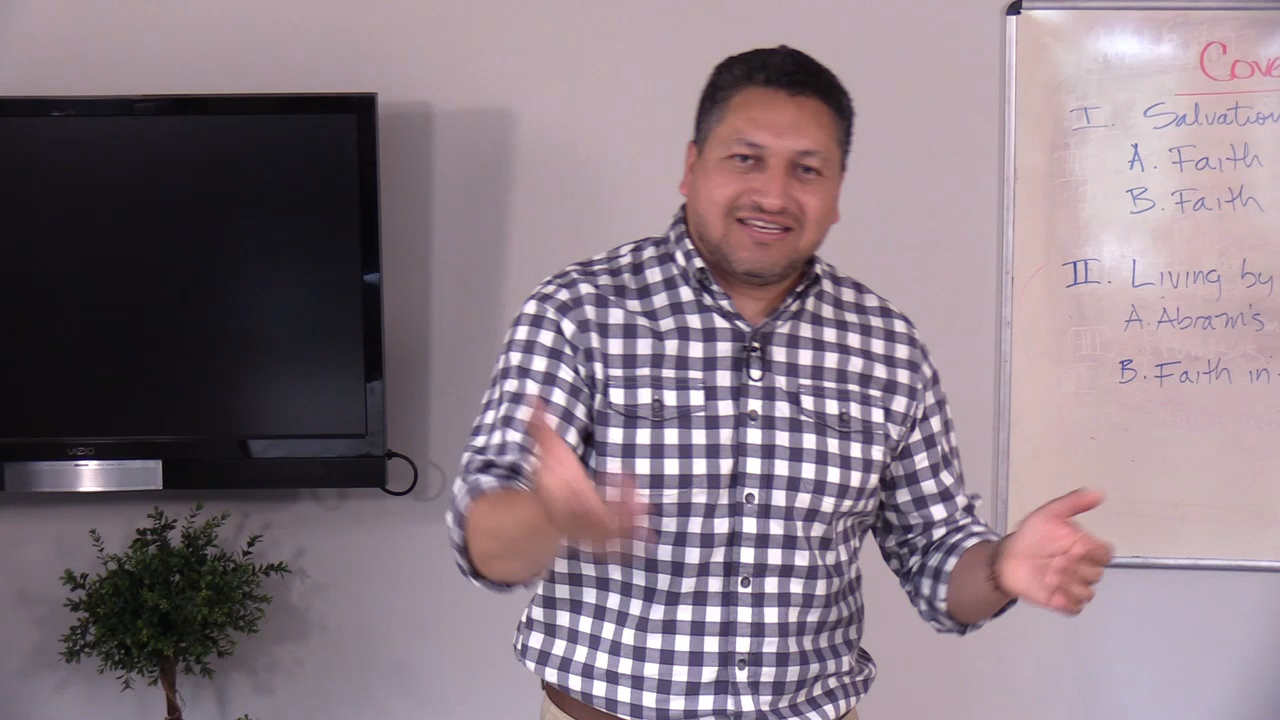 VIZIO
Cove
I. Salvation
A. Faith
B. Faith
II. Living by
A. Abram's
B. Faith in